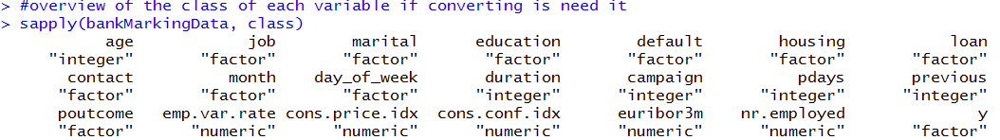 > #overview of the class of each variable if converting is need it
> sapply(bankMarkingData, class)
age job marital education default housing loan
"integer" "factor" "factor" "factor" "factor" "factor" "factor"
contact month day_of_week duration campaign pdays previous
"factor" "factor" "factor" "integer" "integer" "integer" "integer"
poutcome emp.var.rate cons.price.idx cons.conf.idx euribor3m nr.employed y
"factor" "numeric" "numeric" "numeric" "numeric" "numeric" "factor"